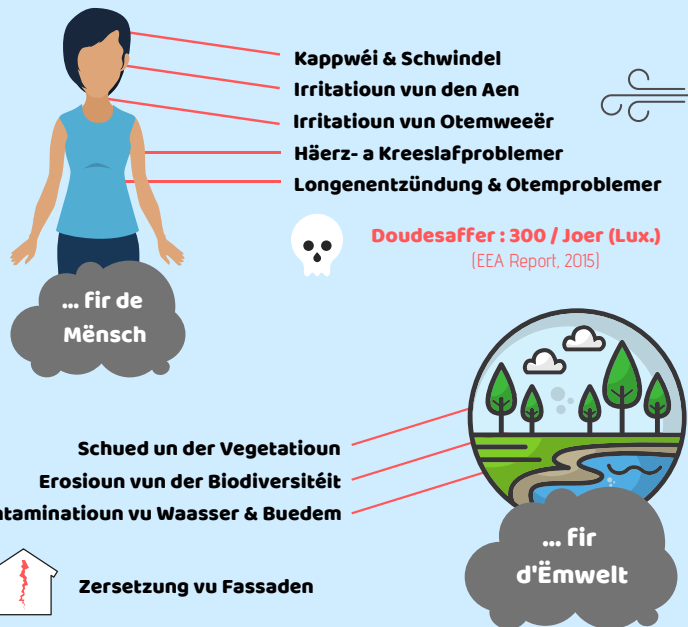 Kappwéi & Schwindel
Irritatioun vun den Aen
Irritatioun vun Otemweeër
Häerz- a Kreeslafproblemer
Longenentzündung & Otemproblemer
Doudesaffer : 300 / Joer (Lux.)
(EEA Report, 2015)
... fir de
Mënsch
Schued un der Vegetatioun
Erosioun vun der Biodiversitéit
ntaminatioun vu Waasser & Buedem
... fir
d'Ëmwelt
Zersetzung vu Fassaden